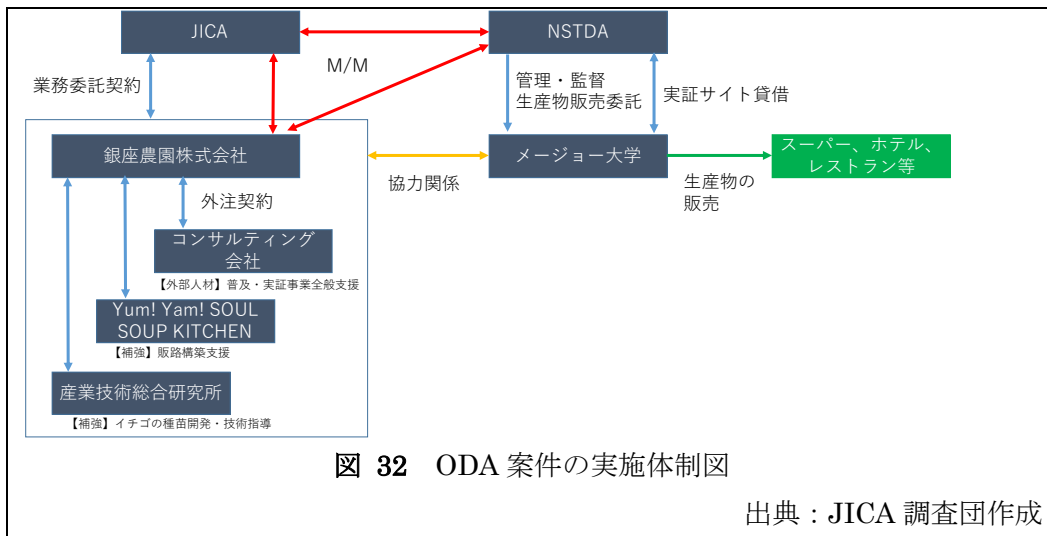 JICA
NSTDA
M/M
業務委託契約
管理・監督
生産物販売委託
実証サイト貸借
銀座農園株式会社
メージョー大学
スーパー、ホテル、
レストラン等
協力関係
生産物の
販売
外注契約
コンサルティング
会社
【外部人材】普及・実証事業全般支援
Yum! Yam! SOUL
SOUP KITCHEN
【補強】販路構築支援
産業技術総合研究所
【補強】イチゴの種苗開発・技術指導
図 32 ODA 案件の実施体制図
出典：JICA 調査団作成